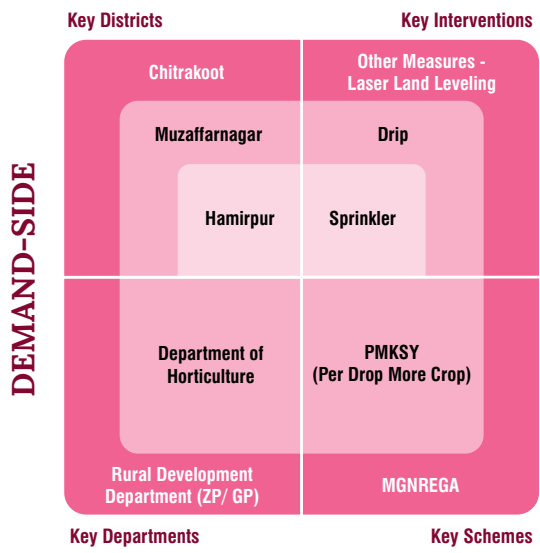 Key Districts
Key Interventions
Chitrakoot
Other Measures -
Laser Land Leveling
Muzaffarnagar
Drip
Hamirpur
Sprinkler
DEMAND-SIDE
Department of
Horticulture
PMKSY
(Per Drop More Crop)
Rural Development
Department (ZP/ GP)
MGNREGA
Key Departments
Key Schemes